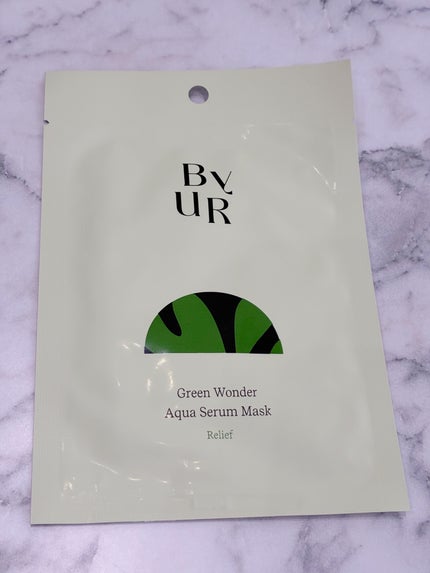 By
UR
Green Wonder
Aqua Serum Mask
Relief